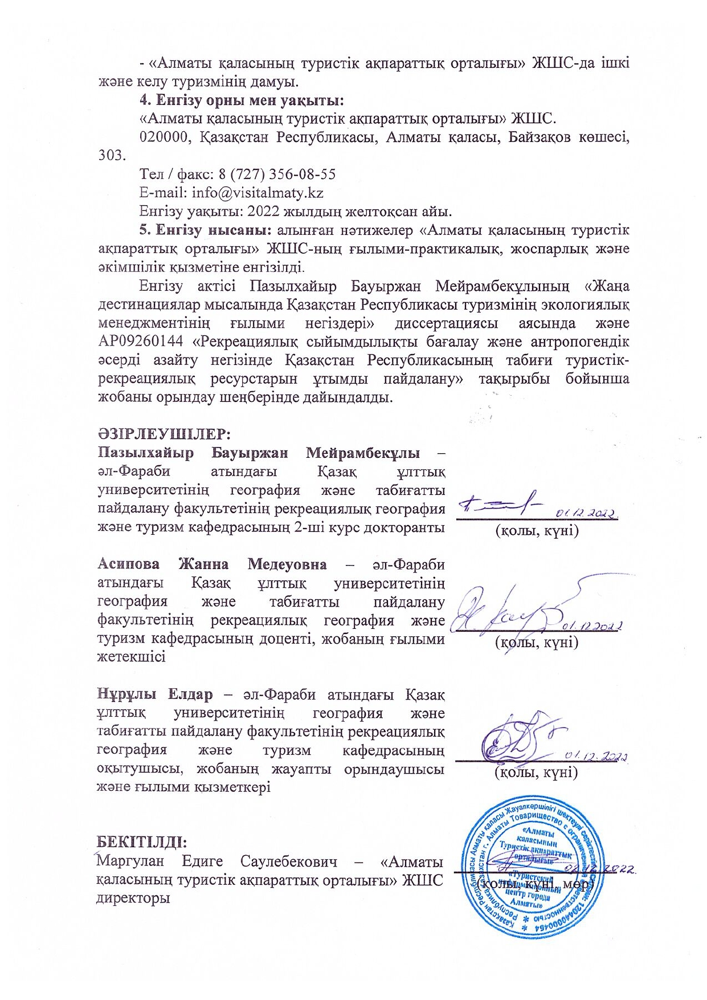 - «Алматы қаласының туристік ақпараттық орталығы» ЖШС-да ішкі
және келу туризмінің дамуы.
4. Енгізу орны мен уақыты:
«Алматы қаласының туристік ақпараттық орталығы» ЖШС.
020000, Қазақстан Республикасы, Алматы қаласы, Байзақов көшесі,
303.
Тел / факс: 8 (727) 356-08-55
E-mail: info@visitalmaty.kz
Енгізу уақыты: 2022 жылдың желтоқсан айы.
5. Енгізу нысаны: алынған нәтижелер «Алматы қаласының туристік
ақпараттық орталығы» ЖШС-ның ғылыми-практикалық, жоспарлық және
әкімшілік қызметіне енгізілді.
Енгізу актісі Пазылхайыр Бауыржан Мейрамбекұлының «Жаңа
дестинациялар мысалында Қазақстан Республикасы туризмінің экологиялық
менеджментінің ғылыми негіздері» диссертациясы аясында және
АР09260144 «Рекреациялық сыйымдылықты бағалау және антропогендік
әсерді азайту негізінде Қазақстан Республикасының табиғи туристік-
рекреациялық ресурстарын ұтымды пайдалану» тақырыбы бойынша
жобаны орындау шеңберінде дайындалды.
ӘЗІРЛЕУШІЛЕР:
Пазылхайыр Бауыржан Мейрамбекұлы –
әл-Фараби атындағы Қазақ ұлттық
университетінің география және табиғатты
пайдалану факультетінің рекреациялық география
және туризм кафедрасының 2-ші курс докторанты
01.12.2022.
(қолы, күні)
Асипова Жанна Медеуовна – әл-Фараби
атындағы Қазақ ұлттық университетінің
география және табиғатты пайдалану
факультетінің рекреациялық география және
туризм кафедрасының доценті, жобаның ғылыми
жетекшісі
01.12.2022
(қолы, күні)
Нұрұлы Елдар – әл-Фараби атындағы Қазақ
ұлттық университетінің география және
табиғатты пайдалану факультетінің рекреациялық
география және туризм кафедрасының
оқытушысы, жобаның жауапты орындаушысы
және ғылыми қызметкері
01.12.2022
(қолы, күні)
БЕКІТІЛДІ:
Маргулан Едиге Саулебекович – «Алматы
қаласының туристік ақпараттық орталығы» ЖШС
директоры
02.12.2022.
(қолы, күні, мөр)
Қазақстан Республикасы Алматы қаласы Жауапкершілігі шектеулі серіктестігі
Республика Казахстан г. Алматы Товарищество с ограниченной ответственностью
«Алматы
қаласының
Туристік ақпараттық
орталығы»
«Туристский
информационный
центр города
Алматы»